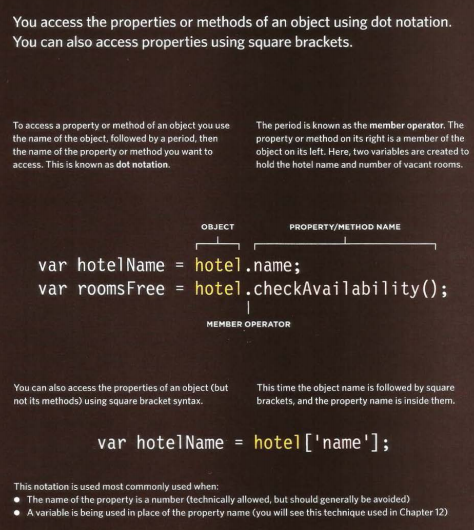 You access the properties or methods of an object using dot notation.
You can also access properties using square brackets.
To access a property or method of an object you use
the name of the object, followed by a period, then
the name of the property or method you want to
access. This is known as dot notation.
The period is known as the member operator. The
property or method on its right is a member of the
object on its left. Here, two variables are created to
hold the hotel name and number of vacant rooms.
OBJECT
PROPERTY/METHOD NAME
var hotelName = hotel.name;
var roomsFree = hotel.checkAvailability();
MEMBER OPERATOR
You can also access the properties of an object (but
not its methods) using square bracket syntax.
This time the object name is followed by square
brackets, and the property name is inside them.
var hotelName = hotel['name'];
This notation is used most commonly used when:
● The name of the property is a number (technically allowed, but should generally be avoided)
● A variable is being used in place of the property name (you will see this technique used in Chapter 12)